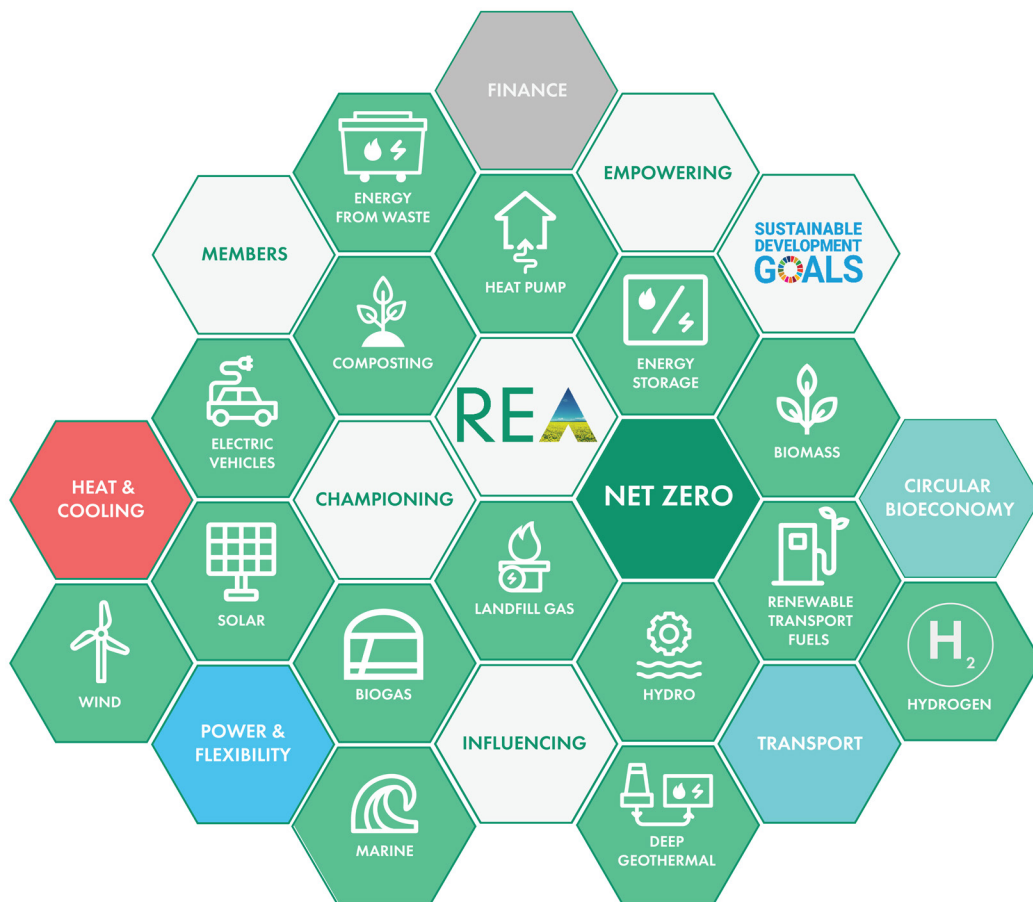 FINANCE
ENERGY
FROM WASTE
EMPOWERING
MEMBERS
HEAT PUMP
SUSTAINABLE
DEVELOPMENT
GOALS
COMPOSTING
ENERGY
STORAGE
ELECTRIC
VEHICLES
REA
BIOMASS
HEAT &
COOLING
CHAMPIONING
NET ZERO
CIRCULAR
BIOECONOMY
SOLAR
LANDFILL GAS
RENEWABLE
TRANSPORT
FUELS
WIND
BIOGAS
HYDRO
H2
HYDROGEN
POWER &
FLEXIBILITY
INFLUENCING
TRANSPORT
MARINE
DEEP
GEOTHERMAL